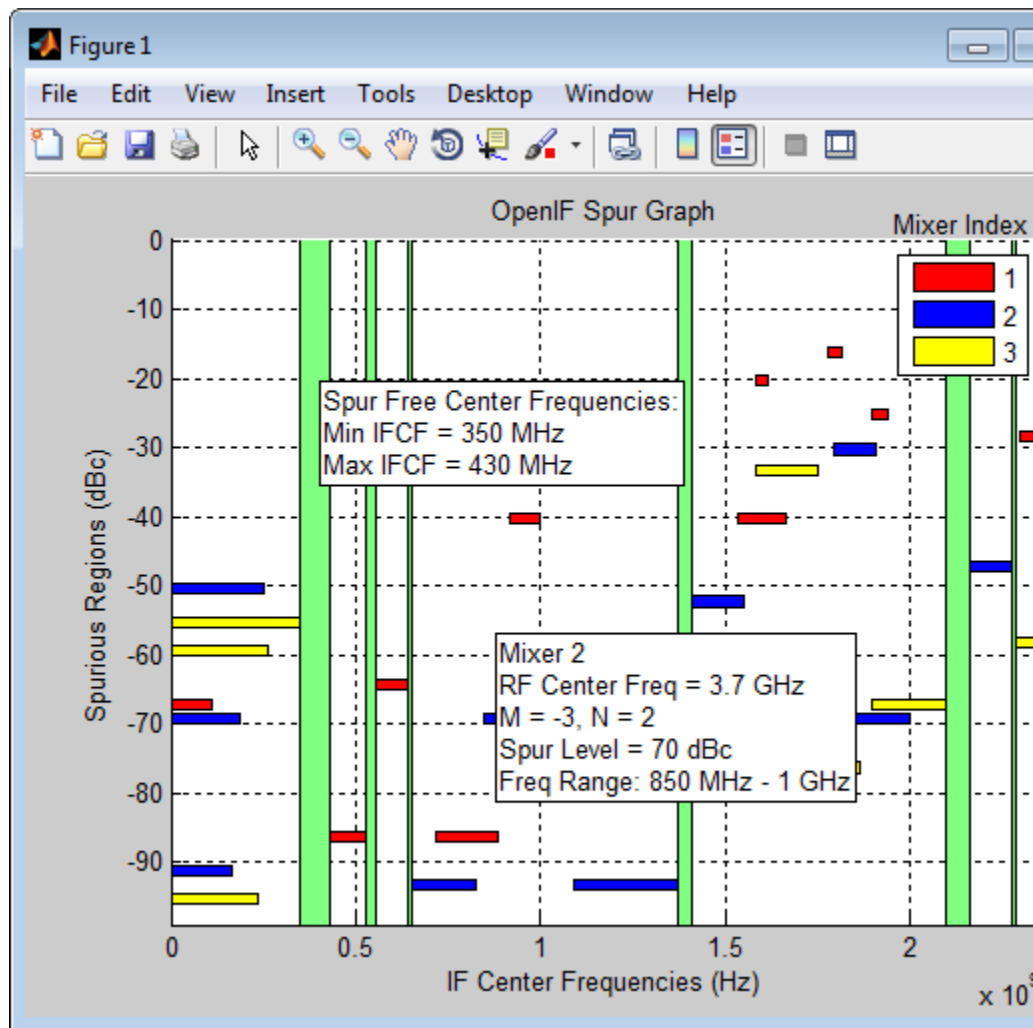 Figure 1
File Edit View Insert Tools Desktop Window Help
OpenIF Spur Graph
Mixer Index
1
2
3
0
-10
-20
-30
-40
-50
-60
-70
-80
-90
Spurious Regions (dBc)
Spur Free Center Frequencies:
Min IFCF = 350 MHz
Max IFCF = 430 MHz
Mixer 2
RF Center Freq = 3.7 GHz
M = -3, N = 2
Spur Level = 70 dBc
Freq Range: 850 MHz - 1 GHz
0 0.5 1 1.5 2
IF Center Frequencies (Hz)
x 10